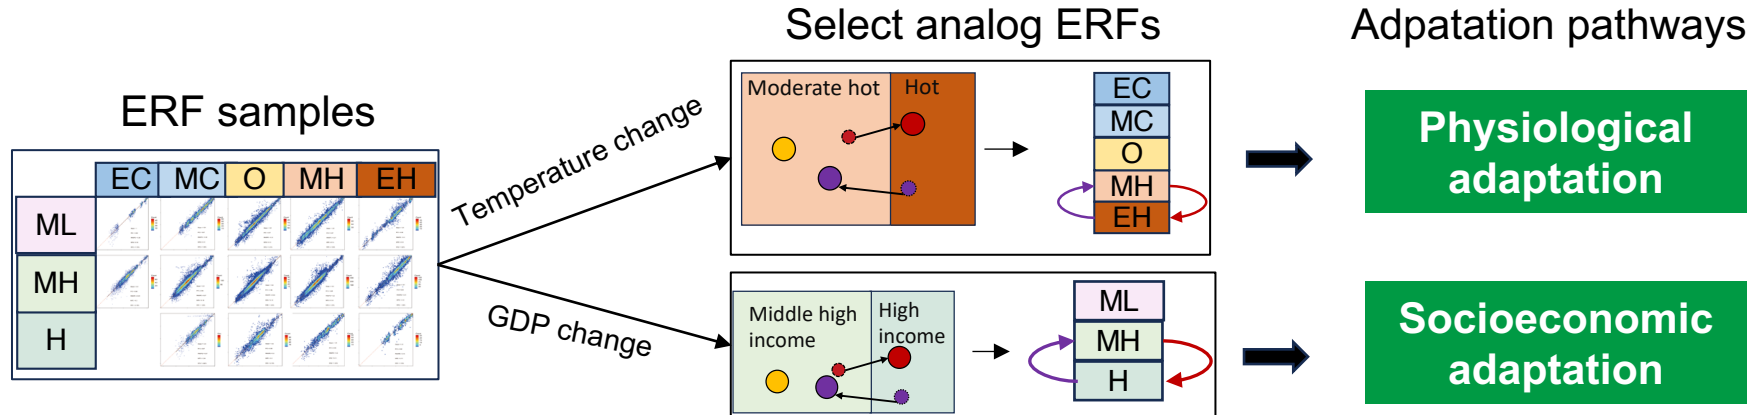 Select analog ERFs
Adpatation pathways
ERF samples
EC MC O MH EH
ML
MH
H
Temperature change
GDP change
Moderate hot
Hot
EC
MC
O
MH
EH
Middle high
income
High
income
ML
MH
H
Physiological
adaptation
Socioeconomic
adaptation